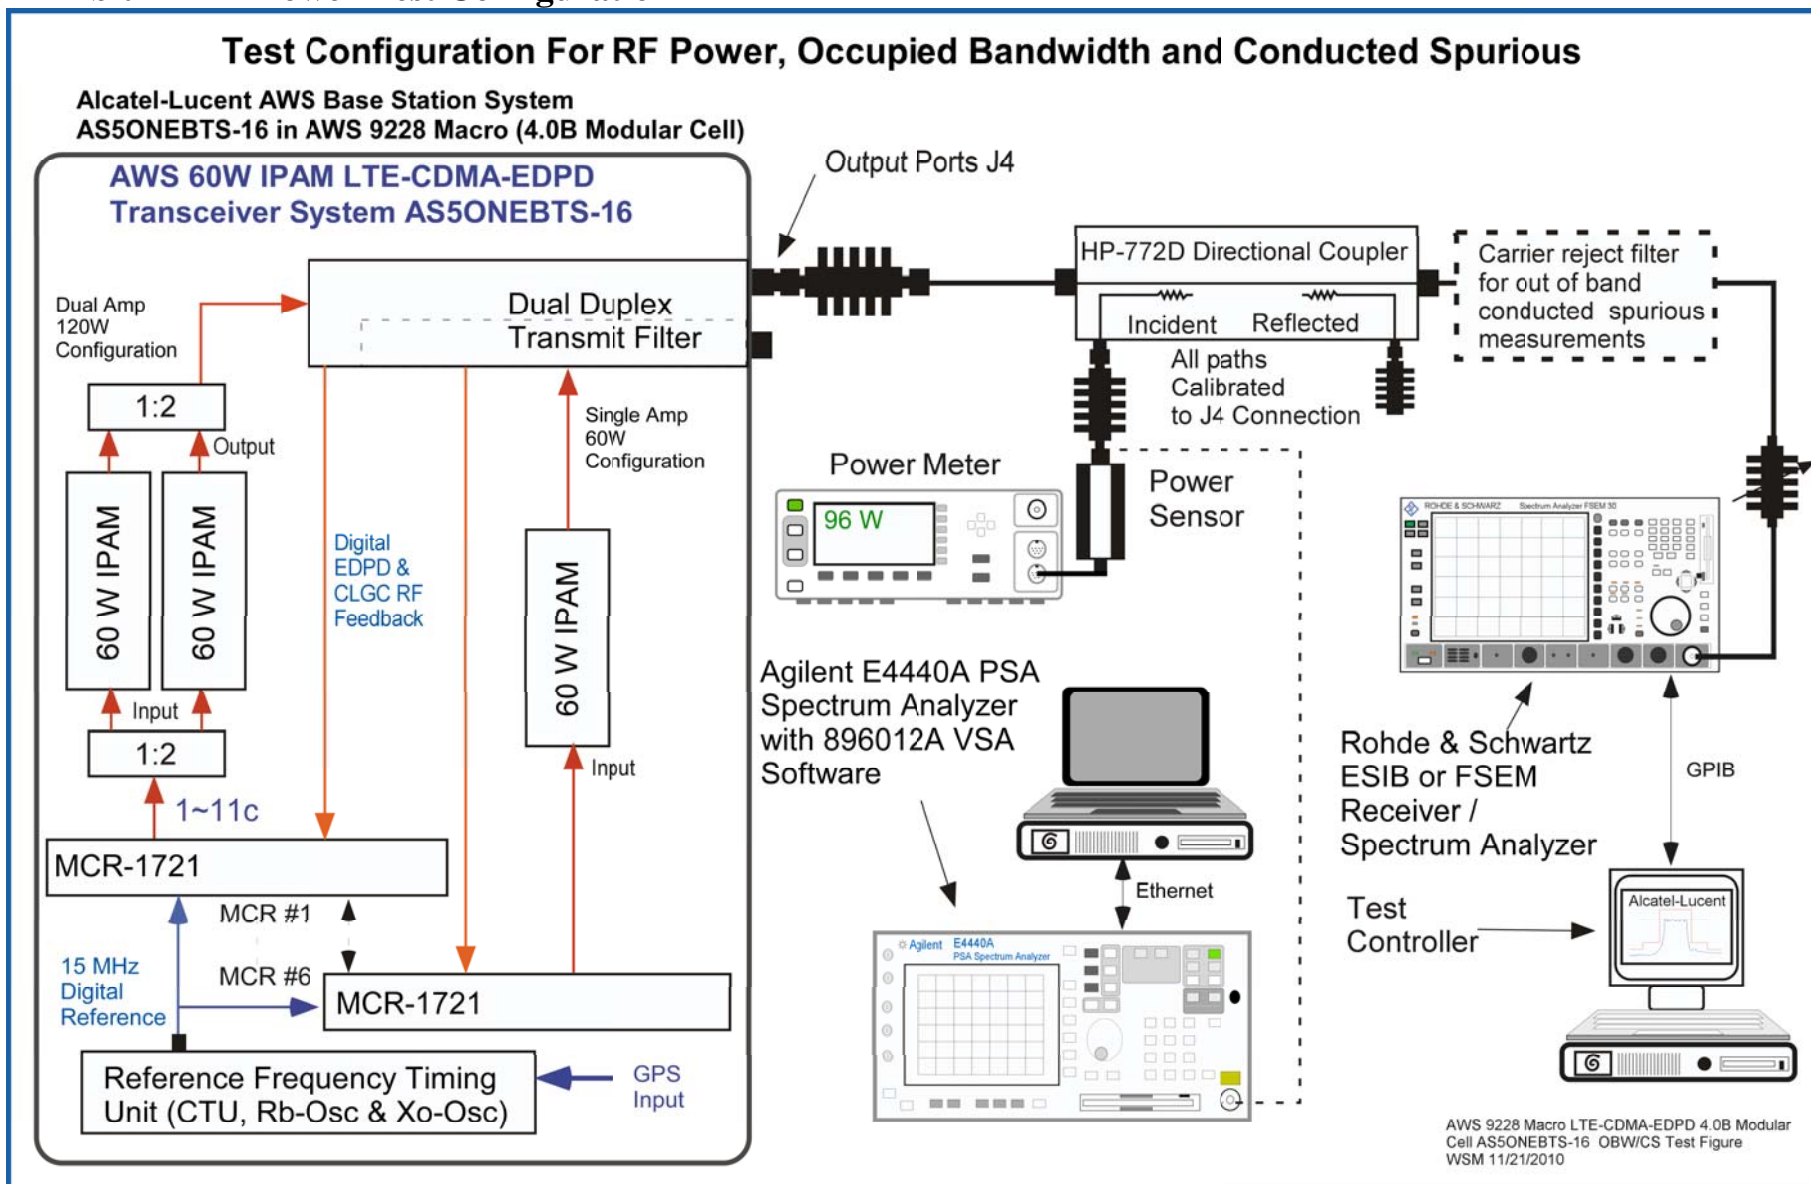 Test Configuration For RF Power, Occupied Bandwidth and Conducted Spurious
Alcatel-Lucent AWS Base Station System
AS5ONEBTS-16 in AWS 9228 Macro (4.0B Modular Cell)
AWS 60W IPAM LTE-CDMA-EDPD
Transceiver System AS5ONEBTS-16
Output Ports J4
Dual Duplex
Transmit Filter
Dual Amp
120W
Configuration
1:2
Output
60 W IPAM
60 W IPAM
Input
1:2
1~11c
MCR-1721
Digital
EDPD &
CLGC RF
Feedback
Single Amp
60W
Configuration
60 W IPAM
Input
MCR #1
MCR #6
15 MHz
Digital
Reference
MCR-1721
Reference Frequency Timing
Unit (CTU, Rb-Osc & Xo-Osc)
GPS
Input
HP-772D Directional Coupler
Incident
Reflected
All paths
Calibrated
to J4 Connection
Carrier reject filter
for out of band
conducted spurious
measurements
Power Meter
96 W
Power
Sensor
ROHDE & SCHWARZ
Spectrum Analyzer FSEM 30
Agilent E4440A PSA
Spectrum Analyzer
with 896012A VSA
Software
Ethernet
Agilent
E4440A
PSA Spectrum Analyzer
Rohde & Schwartz
ESIB or FSEM
Receiver /
Spectrum Analyzer
GPIB
Test
Controller
Alcatel-Lucent
AWS 9228 Macro LTE-CDMA-EDPD 4.0B Modular
Cell AS5ONEBTS-16 OBW/CS Test Figure
WSM 11/21/2010